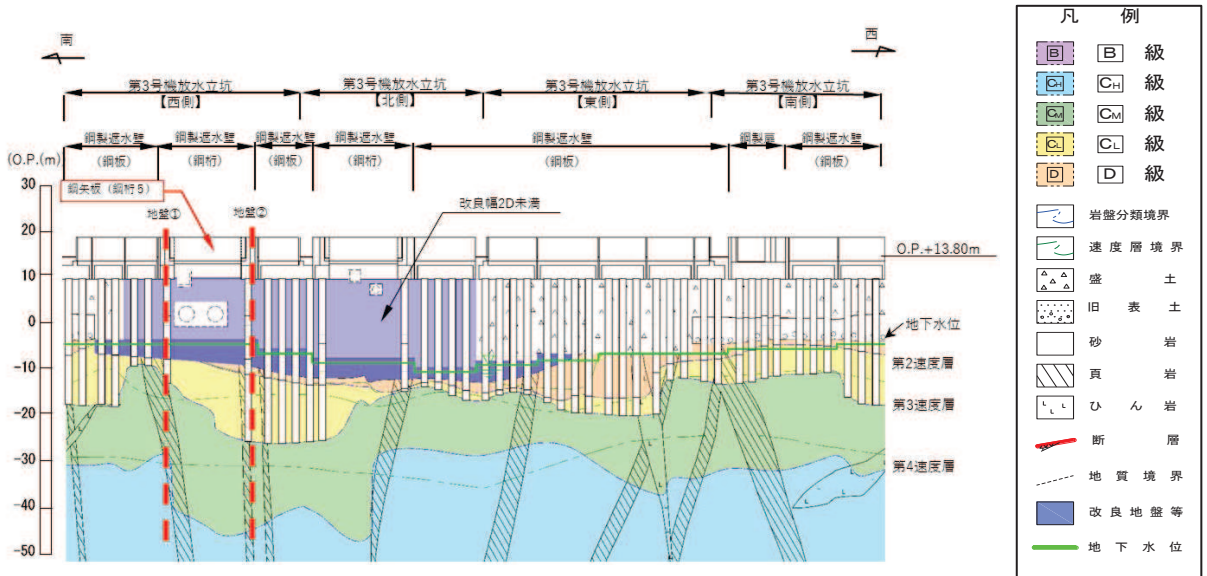 南
西
第3号機放水立坑
【西側】
第3号機放水立坑
【北側】
第3号機放水立坑
【東側】
第3号機放水立坑
【南側】
鋼製遮水壁
(鋼板)
鋼製遮水壁
(鋼桁)
鋼製遮水壁
(鋼板)
鋼製遮水壁
(鋼桁)
鋼製遮水壁
(鋼板)
鋼製扉
鋼製遮水壁
(鋼板)
(O.P.(m)
30
20
10
0
-10
-20
-30
-40
-50
鋼矢板(鋼桁5)
地盤①
地盤②
改良幅2D未満
O.P.+13.80m
地下水位
第2速度層
第3速度層
第4速度層
凡 例
B B 級
CH CH 級
CM CM 級
CL CL 級
D D 級
岩盤分類境界
速度層境界
盛 土
旧 表 土
砂 岩
頁 岩
ひ ん 岩
断 層
地 質 境 界
改 良 地 盤 等
地 下 水 位